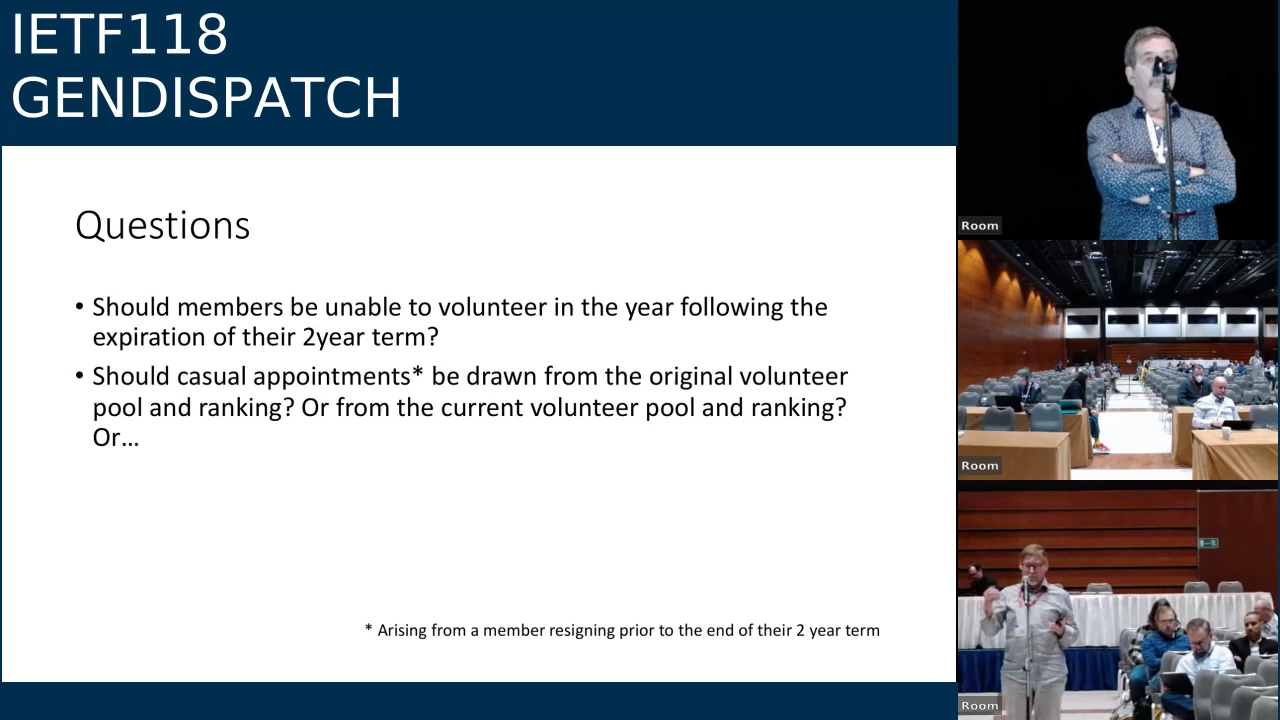 IETF118
GENDISPATCH
Questions
• Should members be unable to volunteer in the year following the
expiration of their 2year term?
• Should casual appointments* be drawn from the original volunteer
pool and ranking? Or from the current volunteer pool and ranking?
Or…
* Arising from a member resigning prior to the end of their 2 year term
Room
Room
Room